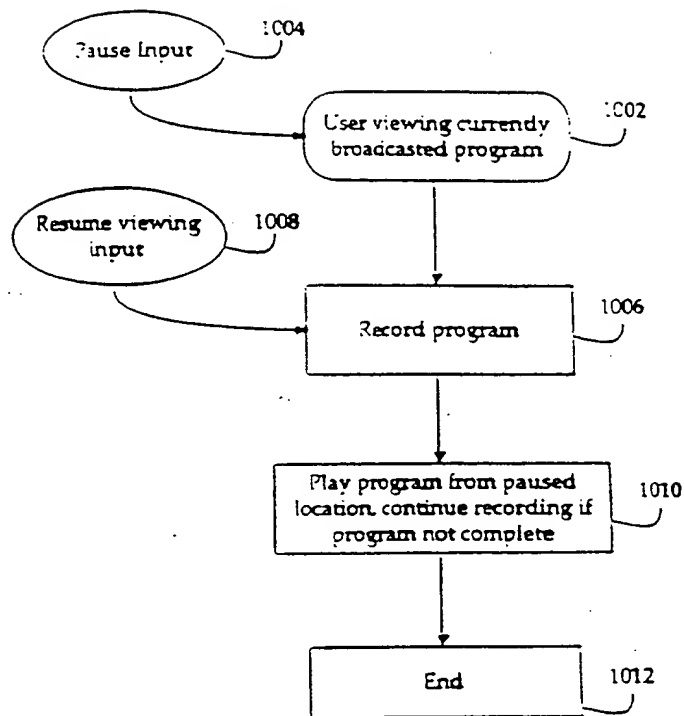 Pause Input
1004
User viewing currently
broadcasted program
1002
Resume viewing
input
1008
Record program
1006
Play program from paused
location, continue recording if
program not complete
1010
End
1012